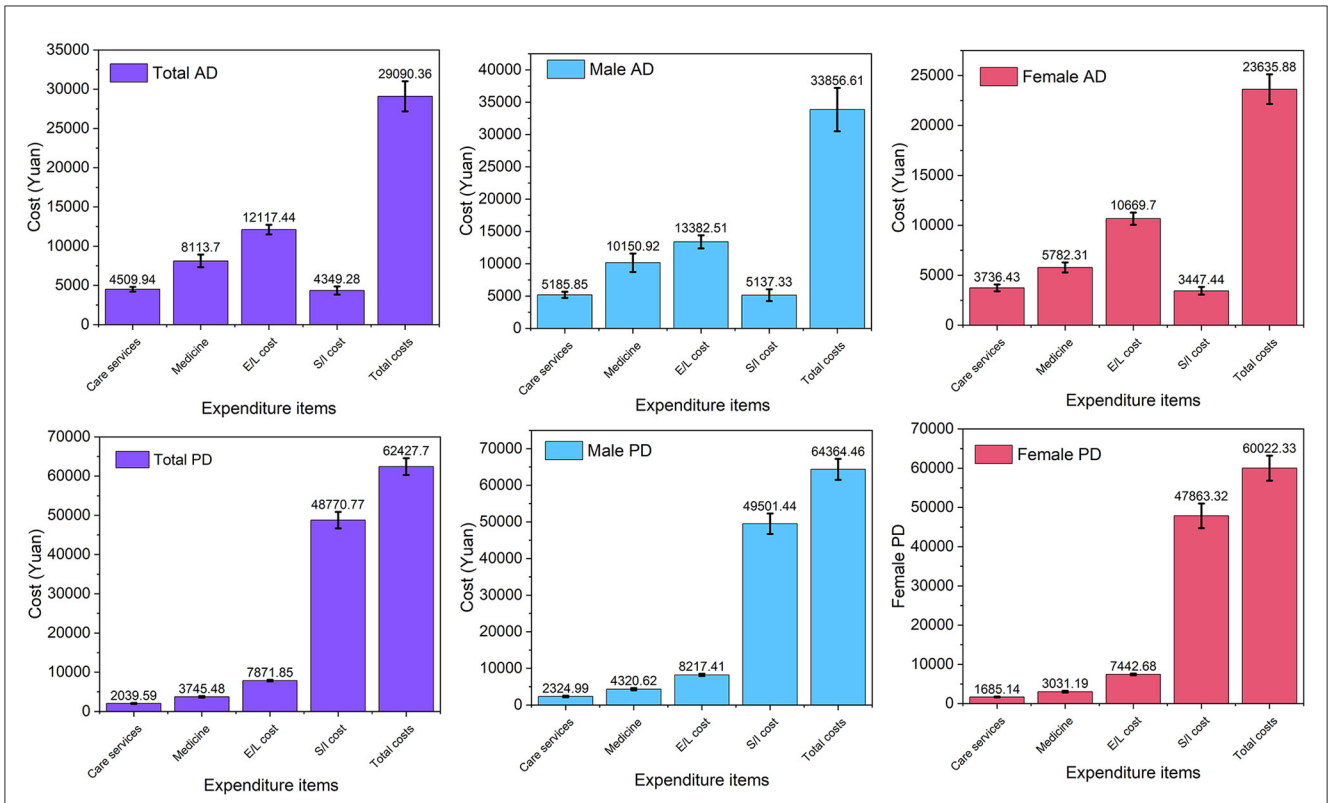 Total AD
35000
30000
25000
20000
15000
10000
5000
0
Cost (Yuan)
4509.94
8113.7
12117.44
4349.28
29090.36
Care services
Medicine
E/L cost
S/I cost
Total costs
Expenditure items
Male AD
40000
35000
30000
25000
20000
15000
10000
5000
0
Cost (Yuan)
5185.85
10150.92
13382.51
5137.33
33856.61
Care services
Medicine
E/L cost
S/I cost
Total costs
Expenditure items
Female AD
25000
20000
15000
10000
5000
0
Cost (Yuan)
3736.43
5782.31
10669.7
3447.44
23635.88
Care services
Medicine
E/L cost
S/I cost
Total costs
Expenditure items
Total PD
70000
60000
50000
40000
30000
20000
10000
0
Cost (Yuan)
2039.59
3745.48
7871.85
48770.77
62427.7
Care services
Medicine
E/L cost
S/I cost
Total costs
Expenditure items
Male PD
70000
60000
50000
40000
30000
20000
10000
0
Cost (Yuan)
2324.99
4320.62
8217.41
49501.44
64364.46
Care services
Medicine
E/L cost
S/I cost
Total costs
Expenditure items
Female PD
70000
60000
50000
40000
30000
20000
10000
0
Female PD
1685.14
3031.19
7442.68
47863.32
60022.33
Care services
Medicine
E/L cost
S/I cost
Total costs
Expenditure items